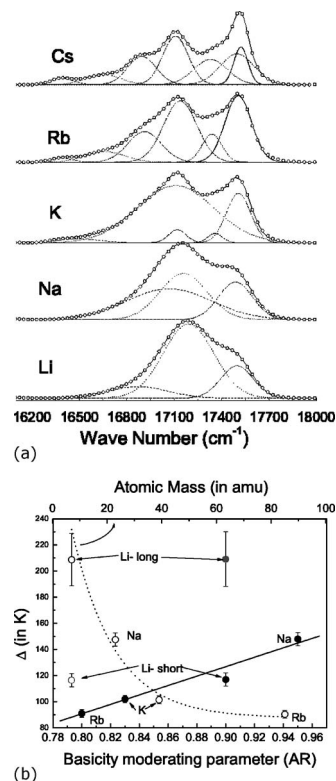 Cs
Rb
K
Na
Li
16200 16500 16800 17100 17400 17700 18000
Wave Number (cm⁻¹)
(a)
Atomic Mass (in amu)
0 20 40 60 80 100
240
220
200
180
160
140
120
100
80
Δ (in K)
Li- long
Na
Na
Li- short
Rb
K
Rb
0.78 0.80 0.82 0.84 0.86 0.88 0.90 0.92 0.94 0.96
Basicity moderating parameter (AR)
(b)